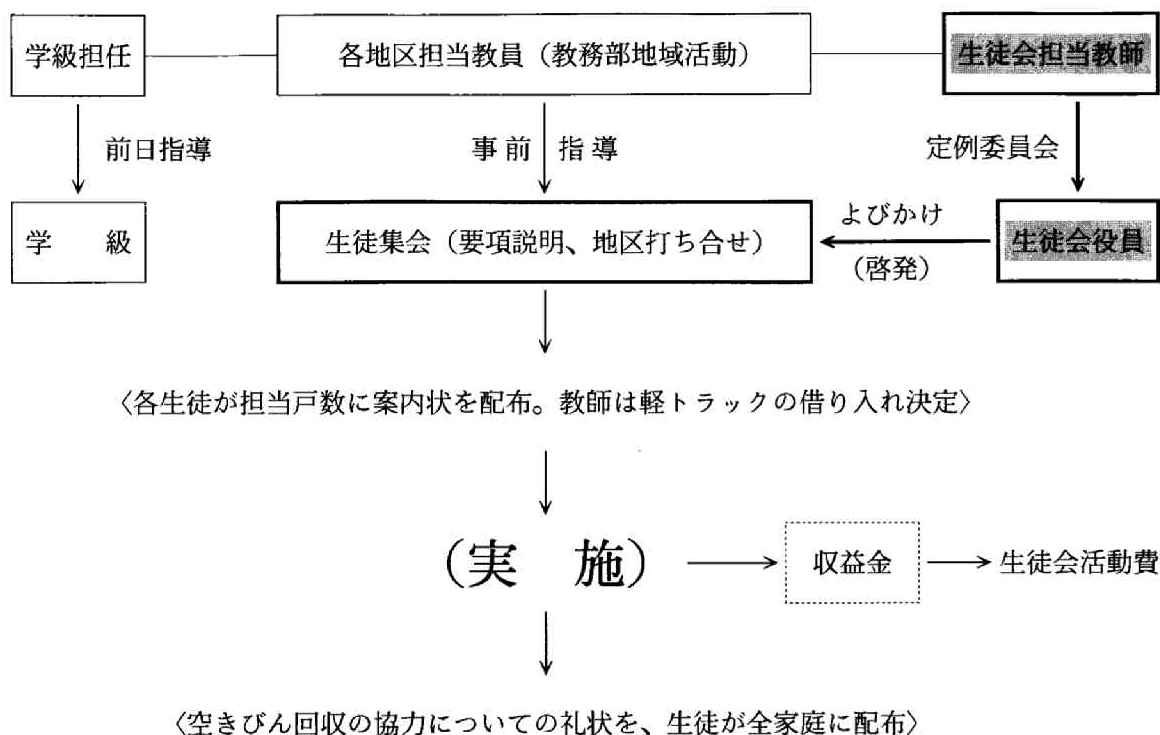 学級担任 各地区担当教員（教務部地域活動） 生徒会担当教師
前日指導 事前指導 定例委員会
学　　級 生徒集会（要項説明、地区打ち合せ） よびかけ 生徒会役員
（啓発）
〈各生徒が担当戸数に案内状を配布。教師は軽トラックの借り入れ決定〉
（実　施） 収益金 生徒会活動費
〈空きびん回収の協力についての礼状を、生徒が全家庭に配布〉